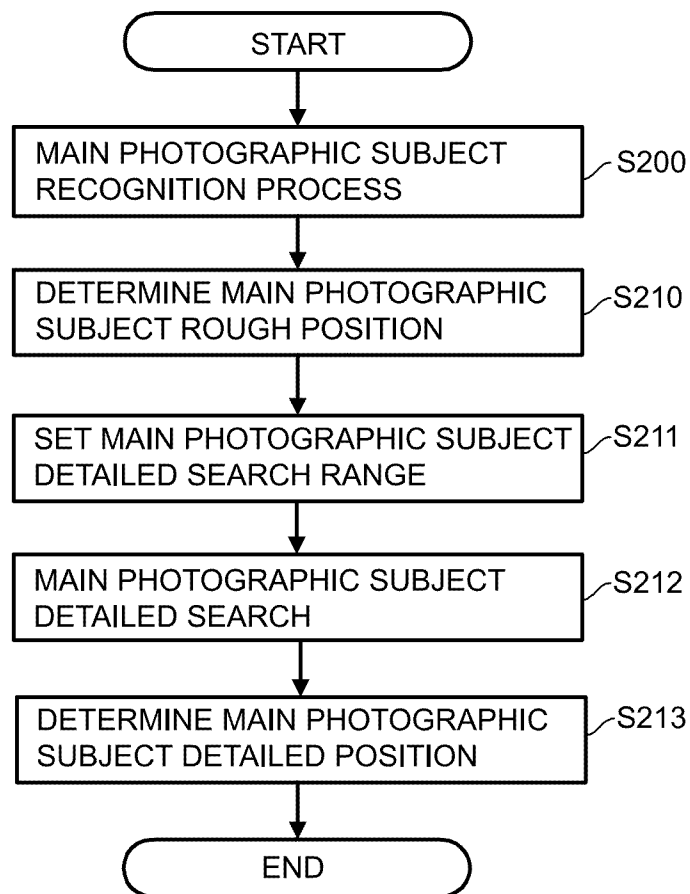 START
MAIN PHOTOGRAPHIC SUBJECT
RECOGNITION PROCESS
S200
DETERMINE MAIN PHOTOGRAPHIC
SUBJECT ROUGH POSITION
S210
SET MAIN PHOTOGRAPHIC SUBJECT
DETAILED SEARCH RANGE
S211
MAIN PHOTOGRAPHIC SUBJECT
DETAILED SEARCH
S212
DETERMINE MAIN PHOTOGRAPHIC
SUBJECT DETAILED POSITION
S213
END